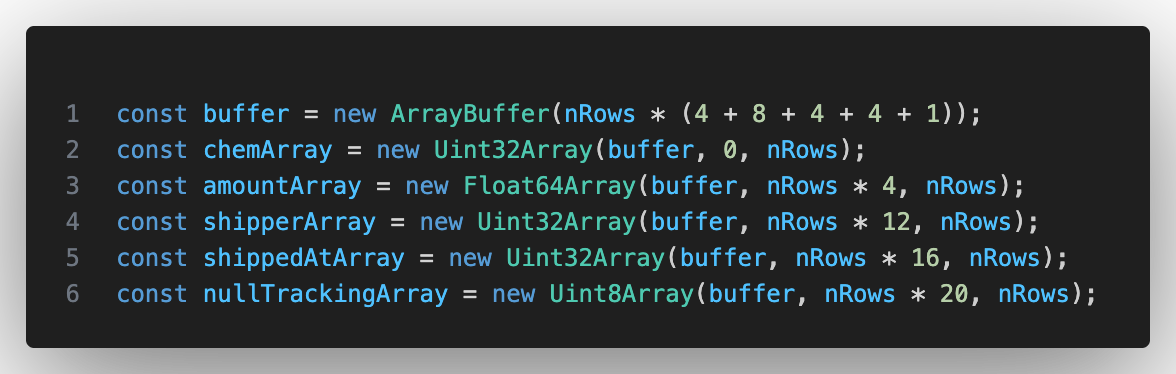 1 const buffer = new ArrayBuffer(nRows * (4 + 8 + 4 + 4 + 1));
2 const chemArray = new Uint32Array(buffer, 0, nRows);
3 const amountArray = new Float64Array(buffer, nRows * 4, nRows);
4 const shipperArray = new Uint32Array(buffer, nRows * 12, nRows);
5 const shippedAtArray = new Uint32Array(buffer, nRows * 16, nRows);
6 const nullTrackingArray = new Uint8Array(buffer, nRows * 20, nRows);